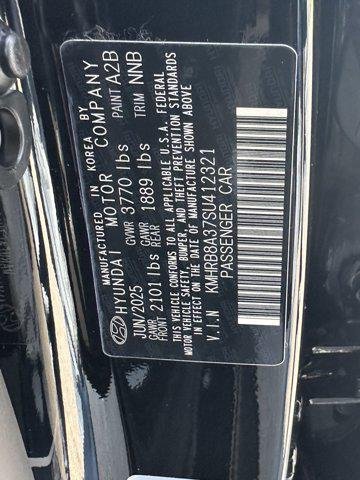 MANUFACTURED IN KOREA BY
HYUNDAI MOTOR COMPANY
JUN/2025 GVWR 3770 lbs PAINT A2B
GAWR FRONT 2101 lbs GAWR REAR 1889 lbs TRIM NNB
THIS VEHICLE CONFORMS TO ALL APPLICABLE U.S.A. FEDERAL
MOTOR VEHICLE SAFETY, BUMPER, AND THEFT PREVENTION STANDARDS
IN EFFECT ON THE DATE OF MANUFACTURE SHOWN ABOVE
V.I.N KMHRB8A37SU412321
PASSENGER CAR